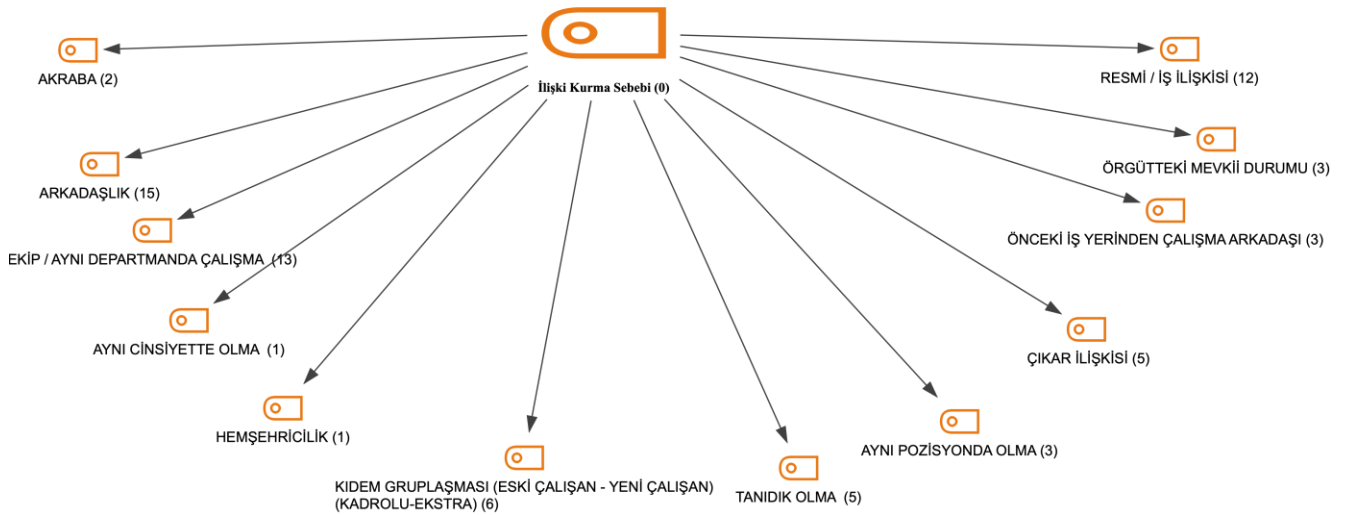 İlişki Kurma Sebebi (0)
AKRABA (2)
RESMİ / İŞ İLİŞKİSİ (12)
ARKADAŞLIK (15)
ÖRGÜTTEKİ MEVKİİ DURUMU (3)
EKİP / AYNI DEPARTMANDA ÇALIŞMA (13)
ÖNCEKİ İŞ YERİNDEN ÇALIŞMA ARKADAŞI (3)
AYNI CİNSİYETTE OLMA (1)
ÇIKAR İLİŞKİSİ (5)
HEMŞEHRİCİLİK (1)
AYNI POZİSYONDA OLMA (3)
KIDEM GRUPLAŞMASI (ESKİ ÇALIŞAN - YENİ ÇALIŞAN)
(KADROLU-EKSTRA) (6)
TANIDIK OLMA (5)